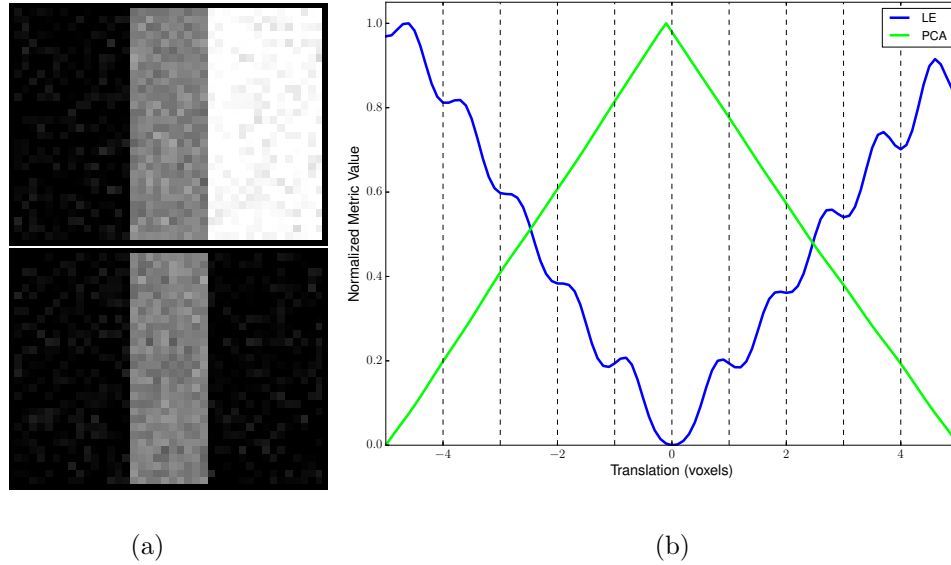 1.0
0.8
0.6
0.4
0.2
0.0
Normalized Metric Value
LE
PCA
−4
−2
0
2
4
Translation (voxels)
(a)
(b)